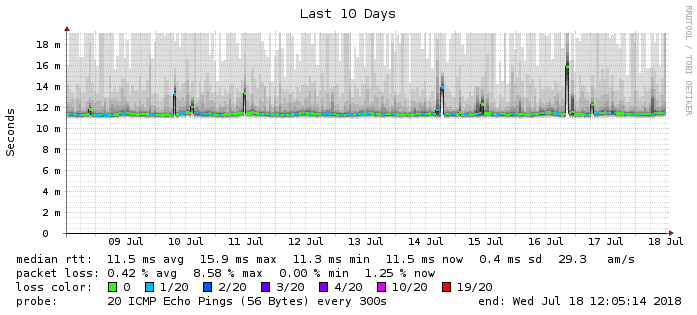 Last 10 Days
RRDTOOL / TOBI OETIKER
Seconds
18 m
16 m
14 m
12 m
10 m
8 m
6 m
4 m
2 m
0
09 Jul 10 Jul 11 Jul 12 Jul 13 Jul 14 Jul 15 Jul 16 Jul 17 Jul 18 Jul
median rtt: 11.5 ms avg 15.9 ms max 11.3 ms min 11.5 ms now 0.4 ms sd 29.3 am/s
packet loss: 0.42 % avg 8.58 % max 0.00 % min 1.25 % now
loss color: 0 1/20 2/20 3/20 4/20 10/20 19/20
probe: 20 ICMP Echo Pings (56 Bytes) every 300s end: Wed Jul 18 12:05:14 2018